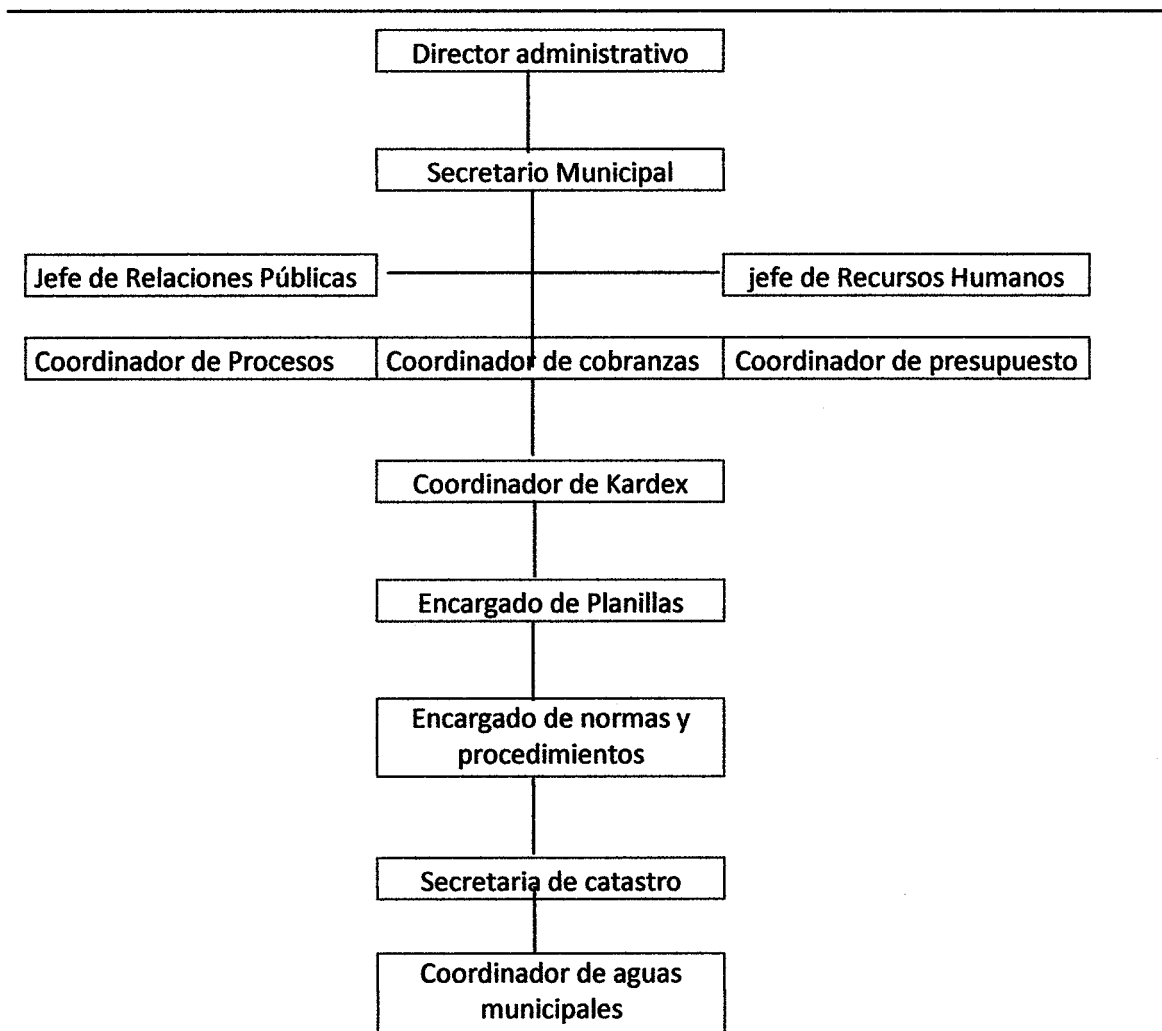 Director administrativo
Secretario Municipal
Jefe de Relaciones Públicas
jefe de Recursos Humanos
Coordinador de Procesos
Coordinador de cobranzas
Coordinador de presupuesto
Coordinador de Kardex
Encargado de Planillas
Encargado de normas y
procedimientos
Secretaria de catastro
Coordinador de aguas
municipales